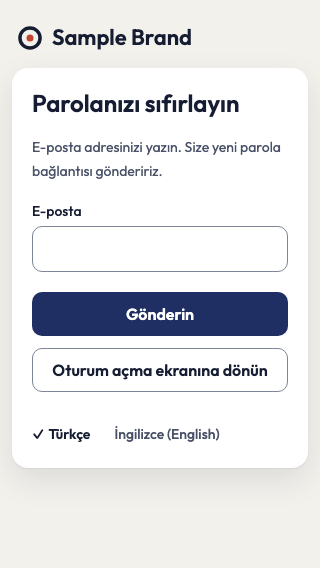 Sample Brand
Parolanızı sıfırlayın
E-posta adresinizi yazın. Size yeni parola
bağlantısı göndeririz.
E-posta
Gönderin
Oturum açma ekranına dönün
Türkçe
İngilizce (English)